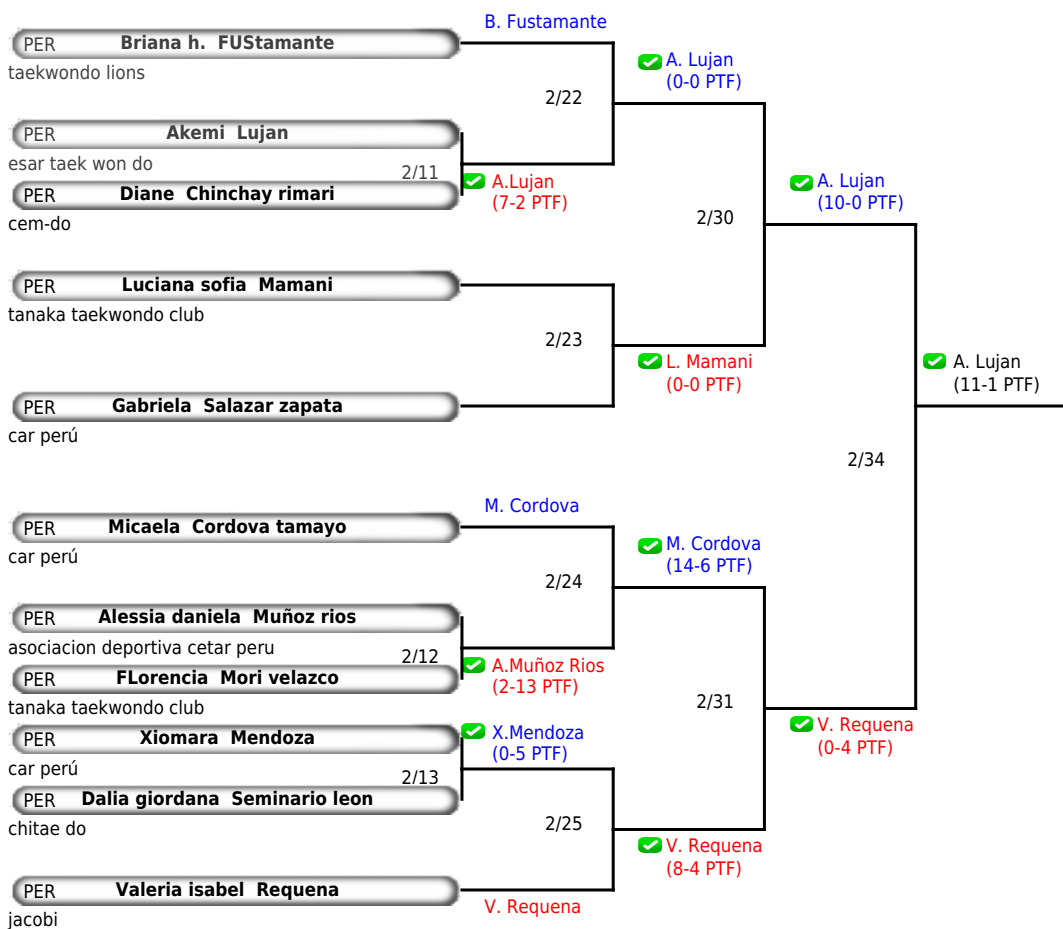 B. Fustamante
PER Briana h. FUStamante
taekwondo lions
2/22
A. Lujan
(0-0 PTF)
PER Akemi Lujan
esar taek won do
2/11
PER Diane Chinchay rimari
cem-do
A.Lujan
(7-2 PTF)
A. Lujan
(10-0 PTF)
2/30
PER Luciana sofia Mamani
tanaka taekwondo club
2/23
L. Mamani
(0-0 PTF)
A. Lujan
(11-1 PTF)
PER Gabriela Salazar zapata
car perú
2/34
M. Cordova
PER Micaela Cordova tamayo
car perú
M. Cordova
(14-6 PTF)
2/24
PER Alessia daniela Muñoz rios
asociacion deportiva cetar peru
2/12
PER FLorencia Mori velazco
tanaka taekwondo club
A.Muñoz Rios
(2-13 PTF)
2/31
V. Requena
(0-4 PTF)
PER Xiomara Mendoza
car perú
X.Mendoza
(0-5 PTF)
2/13
PER Dalia giordana Seminario leon
chitae do
2/25
V. Requena
(8-4 PTF)
PER Valeria isabel Requena
jacobi
V. Requena